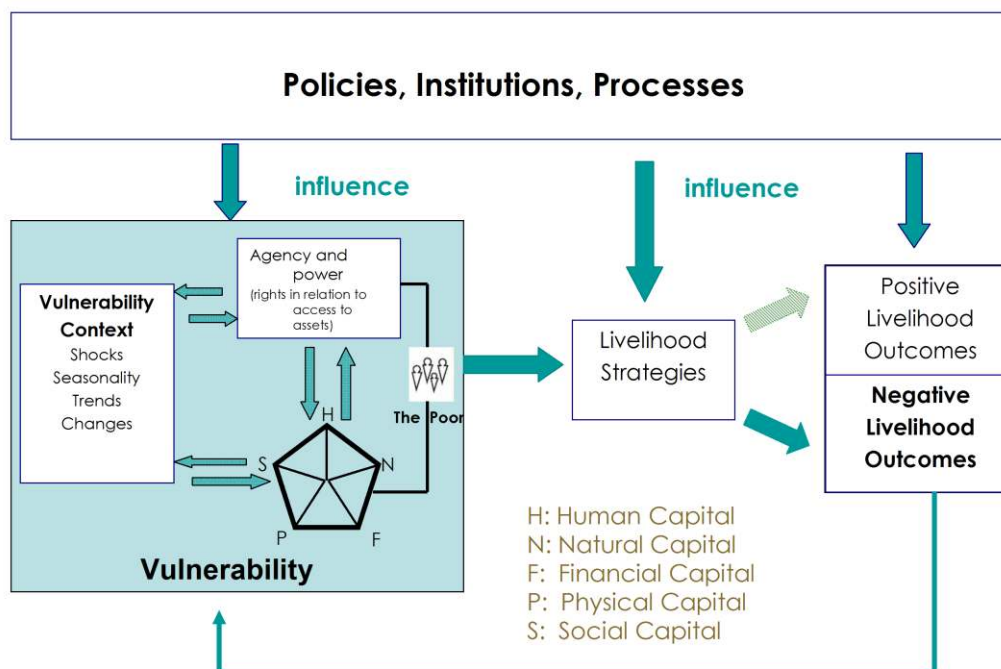 Policies, Institutions, Processes
influence
influence
Agency and
power
(rights in relation to
access to
assets)
Vulnerability
Context
Shocks
Seasonality
Trends
Changes
The Poor
H
S
N
P
F
Vulnerability
Livelihood
Strategies
Positive
Livelihood
Outcomes
Negative
Livelihood
Outcomes
H: Human Capital
N: Natural Capital
F: Financial Capital
P: Physical Capital
S: Social Capital